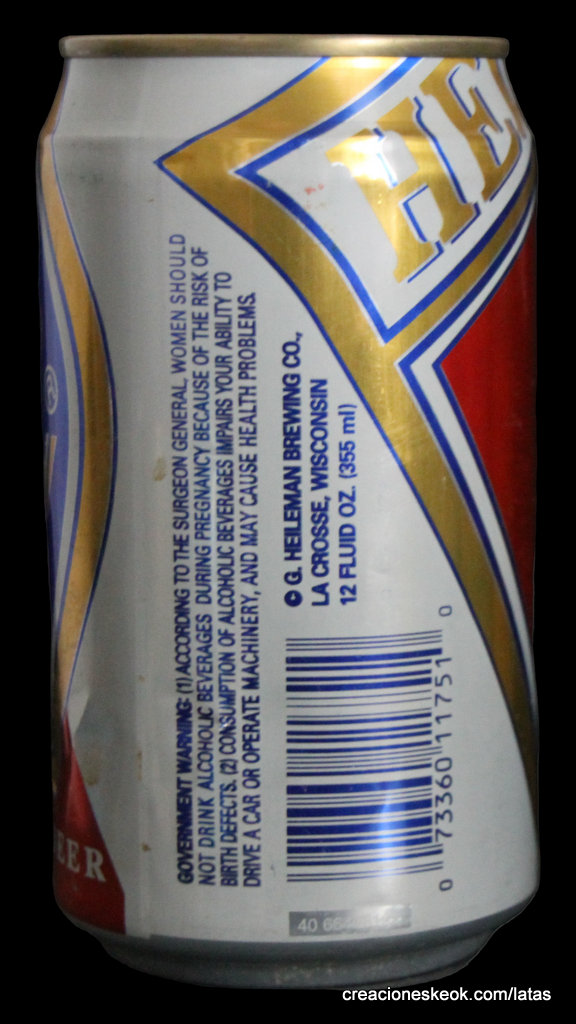 HE
GOVERNMENT WARNING: (1) ACCORDING TO THE SURGEON GENERAL, WOMEN SHOULD
NOT DRINK ALCOHOLIC BEVERAGES DURING PREGNANCY BECAUSE OF THE RISK OF
BIRTH DEFECTS. (2) CONSUMPTION OF ALCOHOLIC BEVERAGES IMPAIRS YOUR ABILITY TO
DRIVE A CAR OR OPERATE MACHINERY, AND MAY CAUSE HEALTH PROBLEMS.
© G. HEILEMAN BREWING CO.,
LA CROSSE, WISCONSIN
12 FLUID OZ. (355 ml)
0 73360 11751 0
®
EER
40
creacioneskeok.com/latas